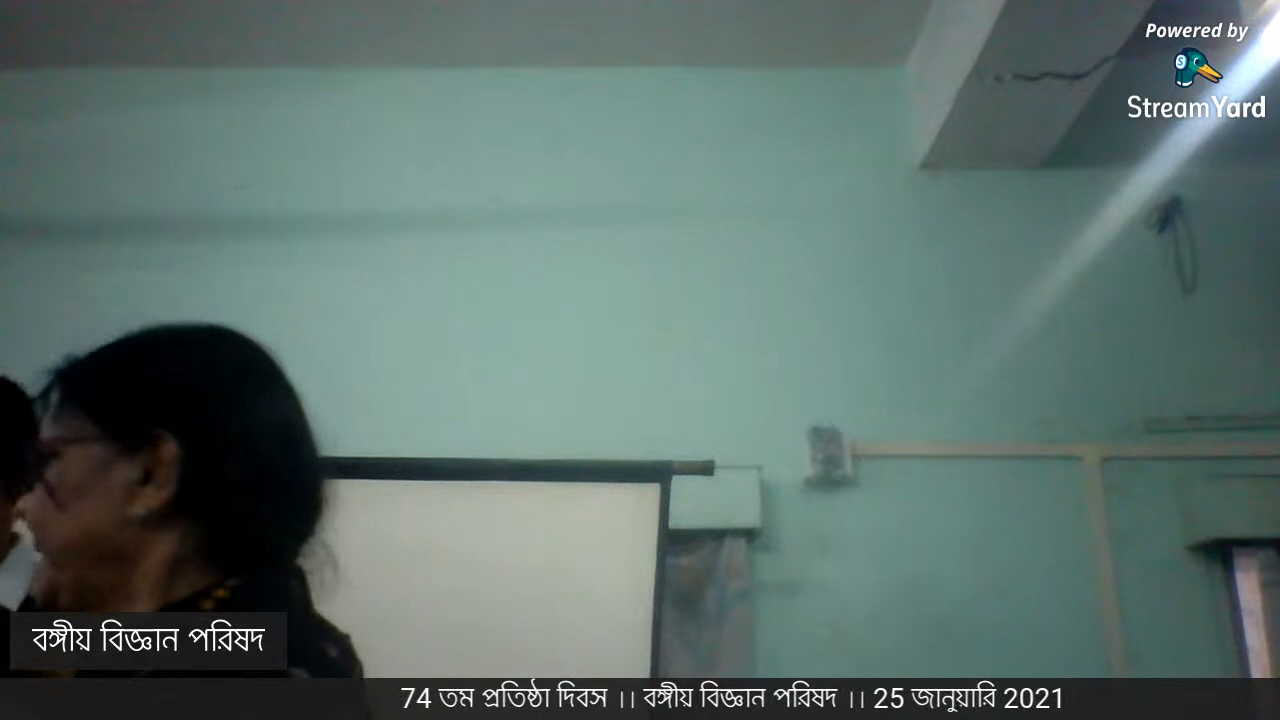 Powered by
StreamYard
বঙ্গীয় বিজ্ঞান পরিষদ
74 তম প্রতিষ্ঠা দিবস ।। বঙ্গীয় বিজ্ঞান পরিষদ ।। 25 জানুয়ারি 2021